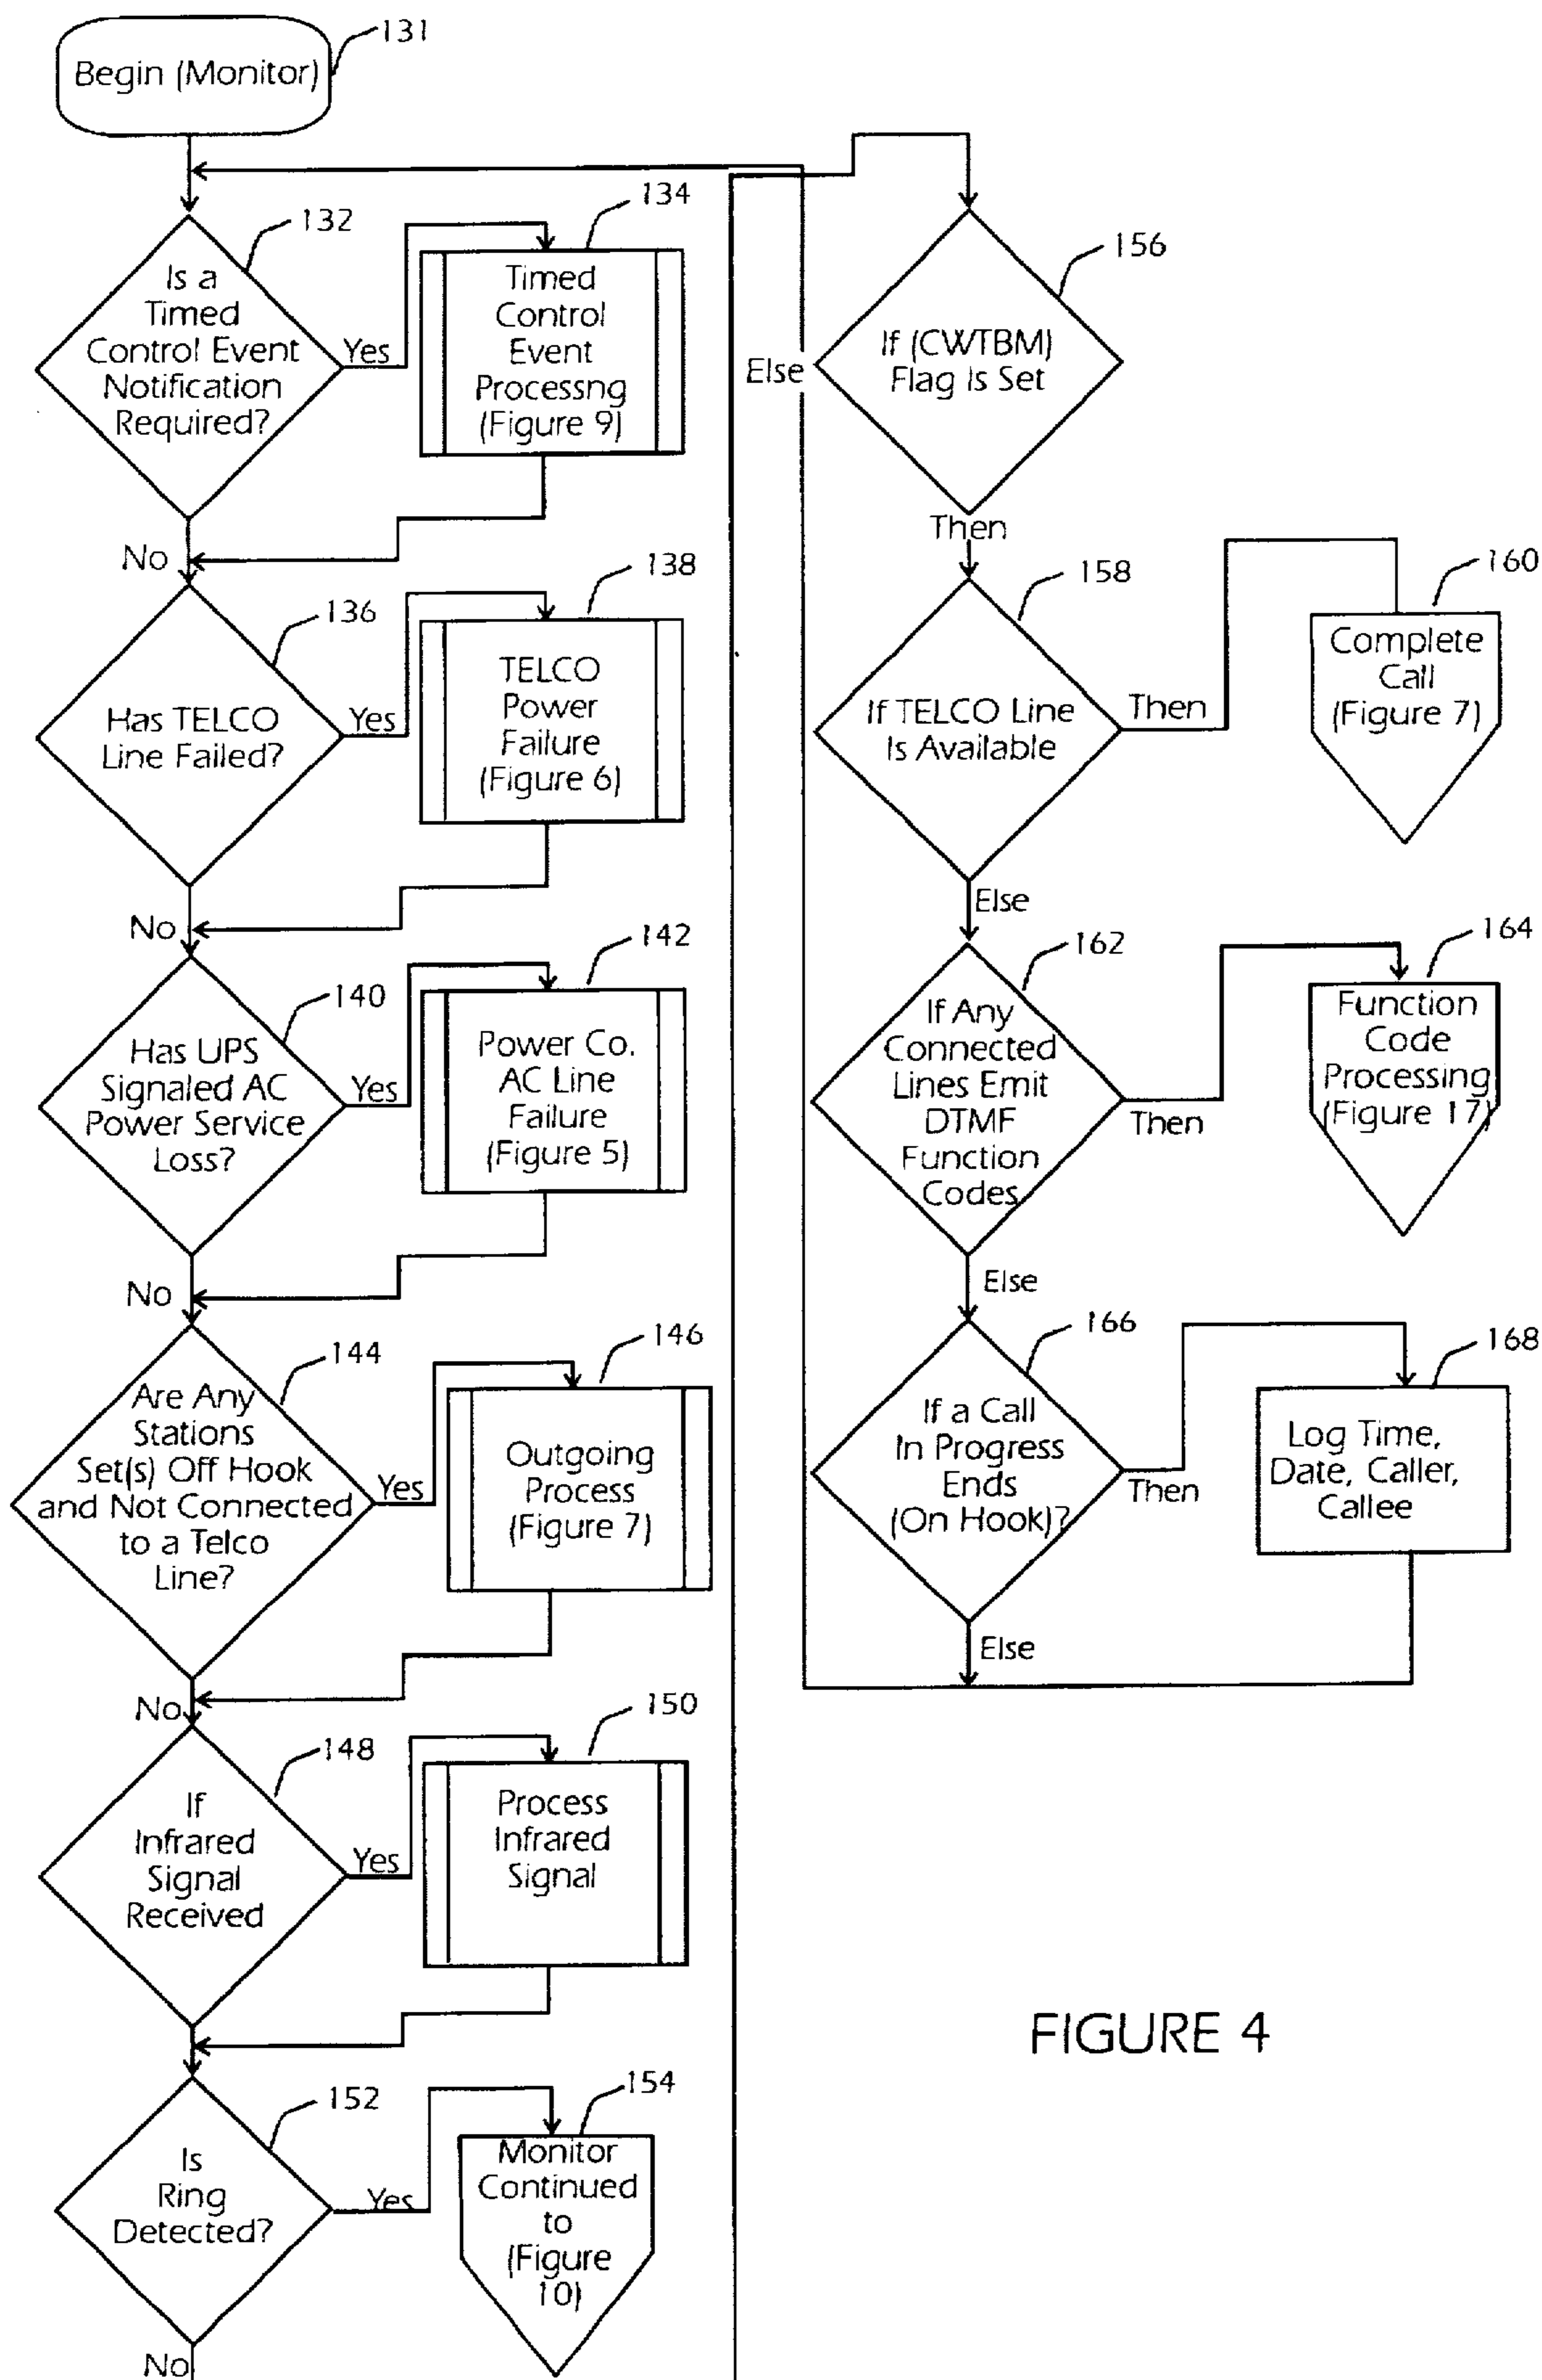 131
Begin (Monitor)
132
Is a
Timed
Control Event
Notification
Required?
Yes
134
Timed
Control
Event
Processng
(Figure 9)
No
136
Has TELCO
Line Failed?
Yes
138
TELCO
Power
Failure
(Figure 6)
No
140
Has UPS
Signaled AC
Power Service
Loss?
Yes
142
Power Co.
AC Line
Failure
(Figure 5)
No
144
Are Any
Stations
Set(s) Off Hook
and Not Connected
to a Telco
Line?
Yes
146
Outgoing
Process
(Figure 7)
No
148
If
Infrared
Signal
Received
Yes
150
Process
Infrared
Signal
152
Is
Ring
Detected?
Yes
154
Monitor
Continued
to
(Figure
10)
No
156
If (CWTBM)
Flag Is Set
Else
Then
158
If TELCO Line
Is Available
Then
160
Complete
Call
(Figure 7)
Else
162
If Any
Connected
Lines Emit
DTMF
Function
Codes
Then
164
Function
Code
Processing
(Figure 17)
Else
166
If a Call
In Progress
Ends
(On Hook)?
Then
168
Log Time,
Date, Caller,
Callee
Else
FIGURE 4